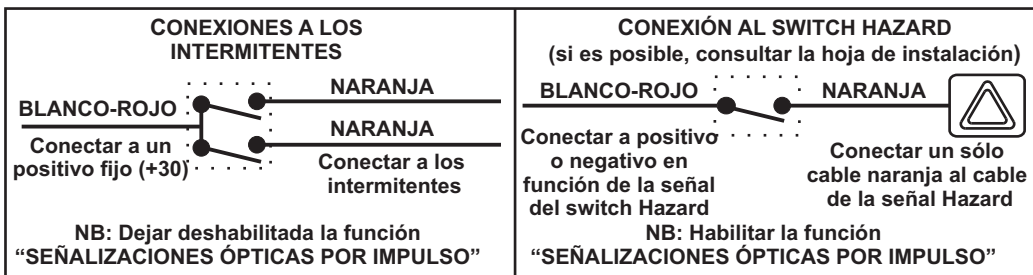 CONEXIONES A LOS
INTERMITENTES
BLANCO-ROJO
NARANJA
NARANJA
Conectar a un
positivo fijo (+30)
Conectar a los
intermitentes
NB: Dejar deshabilitada la función
“SEÑALIZACIONES ÓPTICAS POR IMPULSO”
CONEXIÓN AL SWITCH HAZARD
(si es posible, consultar la hoja de instalación)
BLANCO-ROJO
NARANJA
Conectar a positivo
o negativo en
función de la señal
del switch Hazard
Conectar un sólo
cable naranja al cable
de la señal Hazard
NB: Habilitar la función
“SEÑALIZACIONES ÓPTICAS POR IMPULSO”